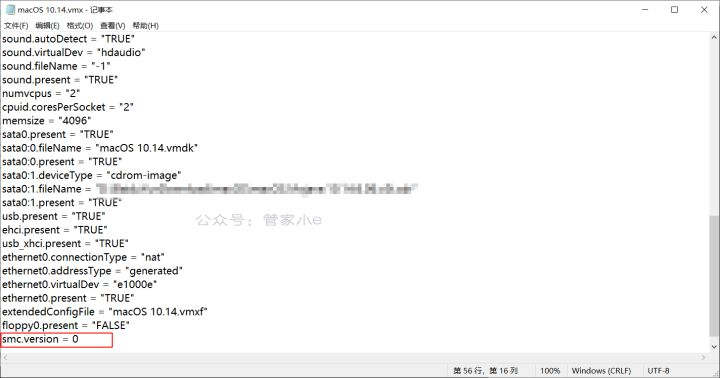 macOS 10.14.vmx - 记事本
文件(F) 编辑(E) 格式(O) 查看(V) 帮助(H)
sound.autoDetect = "TRUE"
sound.virtualDev = "hdaudio"
sound.fileName = "-1"
sound.present = "TRUE"
numvcpus = "2"
cpuid.coresPerSocket = "2"
memsize = "4096"
sata0.present = "TRUE"
sata0:0.fileName = "macOS 10.14.vmdk"
sata0:0.present = "TRUE"
sata0:1.deviceType = "cdrom-image"
sata0:1.fileName =
sata0:1.present = "TRUE"
usb.present = "TRUE"
公众号：管家小e
ehci.present = "TRUE"
usb_xhci.present = "TRUE"
ethernet0.connectionType = "nat"
ethernet0.addressType = "generated"
ethernet0.virtualDev = "e1000e"
ethernet0.present = "TRUE"
extendedConfigFile = "macOS 10.14.vmxf"
floppy0.present = "FALSE"
smc.version = 0
第 56 行，第 16 列 100% Windows (CRLF) UTF-8